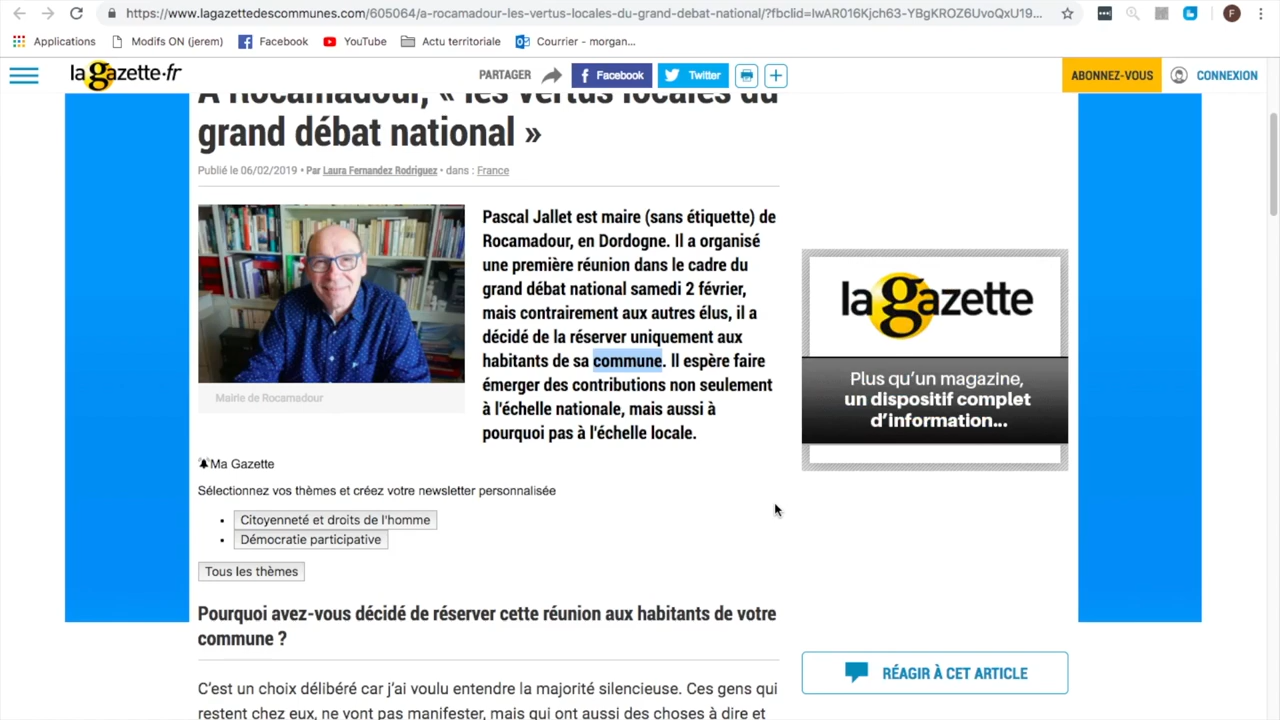 https://www.lagazettedescommunes.com/605064/a-rocamadour-les-vertus-locales-du-grand-debat-national/?fbclid=IwAR016Kjch63-YBgKROZ6UvoQxU19...
F
Applications
Modifs ON (jerem)
Facebook
YouTube
Actu territoriale
Courrier - morgan...
la gazette.fr
PARTAGER
Facebook
Twitter
ABONNEZ-VOUS
CONNEXION
A Rocamadour, « les vertus locales du
grand débat national »
Publié le 06/02/2019 • Par Laura Fernandez Rodriguez • dans : France
Mairie de Rocamadour
Pascal Jallet est maire (sans étiquette) de
Rocamadour, en Dordogne. Il a organisé
une première réunion dans le cadre du
grand débat national samedi 2 février,
mais contrairement aux autres élus, il a
décidé de la réserver uniquement aux
habitants de sa commune. Il espère faire
émerger des contributions non seulement
à l'échelle nationale, mais aussi à
pourquoi pas à l'échelle locale.
Ma Gazette
Sélectionnez vos thèmes et créez votre newsletter personnalisée
• Citoyenneté et droits de l'homme
• Démocratie participative
Tous les thèmes
Pourquoi avez-vous décidé de réserver cette réunion aux habitants de votre
commune ?
C'est un choix délibéré car j'ai voulu entendre la majorité silencieuse. Ces gens qui
restent chez eux, ne vont pas manifester, mais qui ont aussi des choses à dire et
la gazette
Plus qu'un magazine,
un dispositif complet
d'information...
RÉAGIR À CET ARTICLE